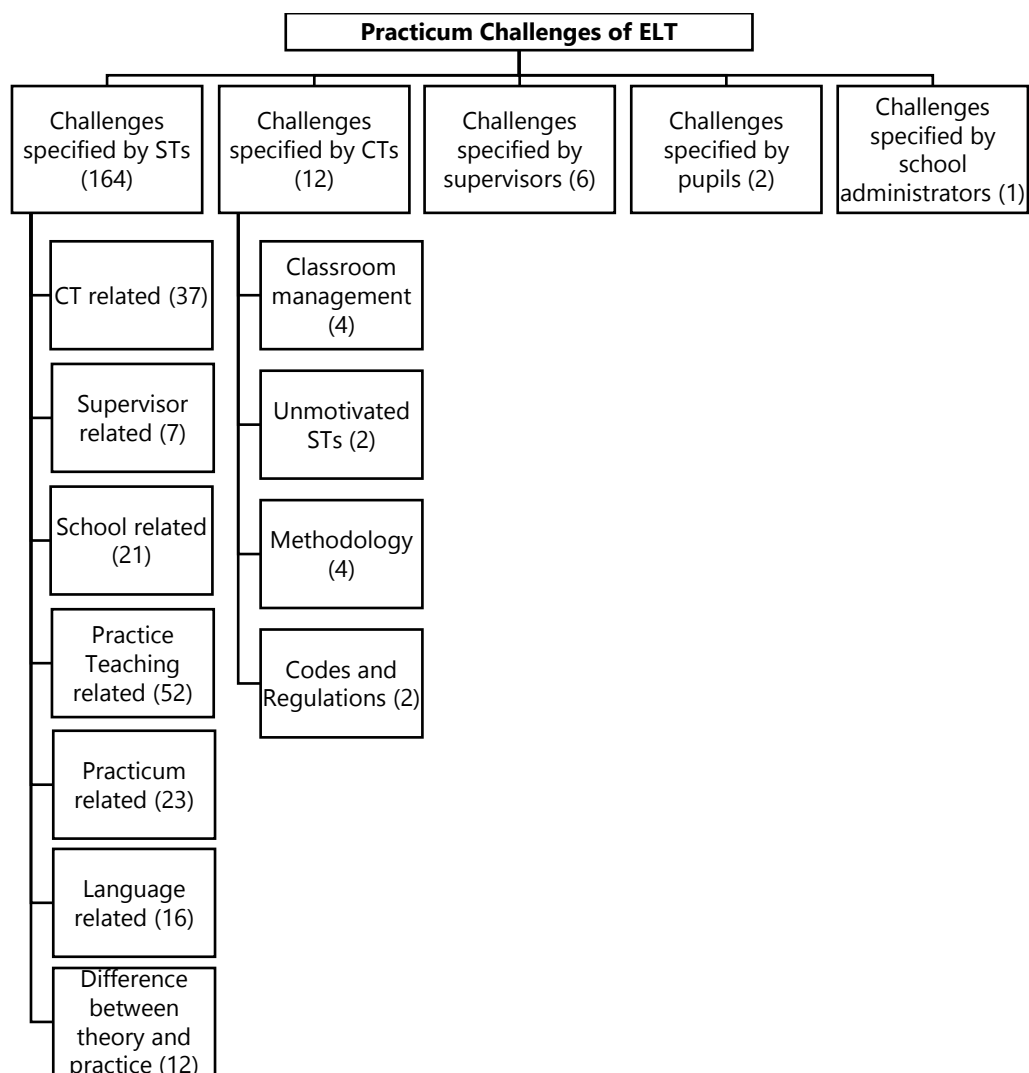 Practicum Challenges of ELT
Challenges
specified by STs
(164)
Challenges
specified by CTs
(12)
Challenges
specified by
supervisors (6)
Challenges
specified by
pupils (2)
Challenges
specified by
school
administrators (1)
CT related (37)
Supervisor
related (7)
School related
(21)
Practice
Teaching
related (52)
Practicum
related (23)
Language
related (16)
Difference
between
theory and
practice (12)
Classroom
management
(4)
Unmotivated
STs (2)
Methodology
(4)
Codes and
Regulations (2)